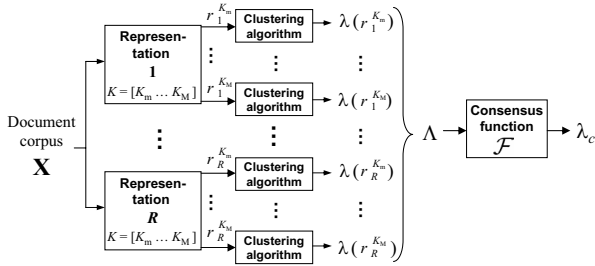 Document
corpus
X
Represen-
tation
1
K = [K_m ... K_M]
r_1^{K_m}
Clustering
algorithm
λ(r_1^{K_m})
r_1^{K_M}
Clustering
algorithm
λ(r_1^{K_M})
Represen-
tation
R
K = [K_m ... K_M]
r_R^{K_m}
Clustering
algorithm
λ(r_R^{K_m})
r_R^{K_M}
Clustering
algorithm
λ(r_R^{K_M})
Λ
Consensus
function
ℱ
λ_c